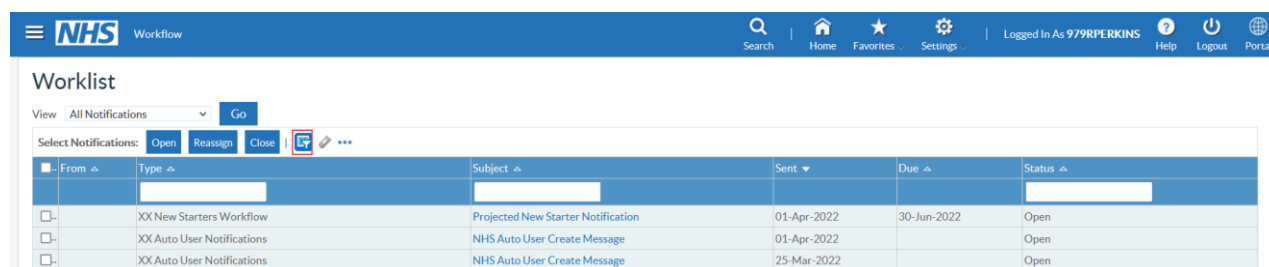 NHS Workflow Search | Home Favorites Settings | Logged In As 979RPERKINS Help Logout Porta
Worklist
View All Notifications Go
Select Notifications: Open Reassign Close |
From Type Subject Sent Due Status
XX New Starters Workflow Projected New Starter Notification 01-Apr-2022 30-Jun-2022 Open
XX Auto User Notifications NHS Auto User Create Message 01-Apr-2022 Open
XX Auto User Notifications NHS Auto User Create Message 25-Mar-2022 Open